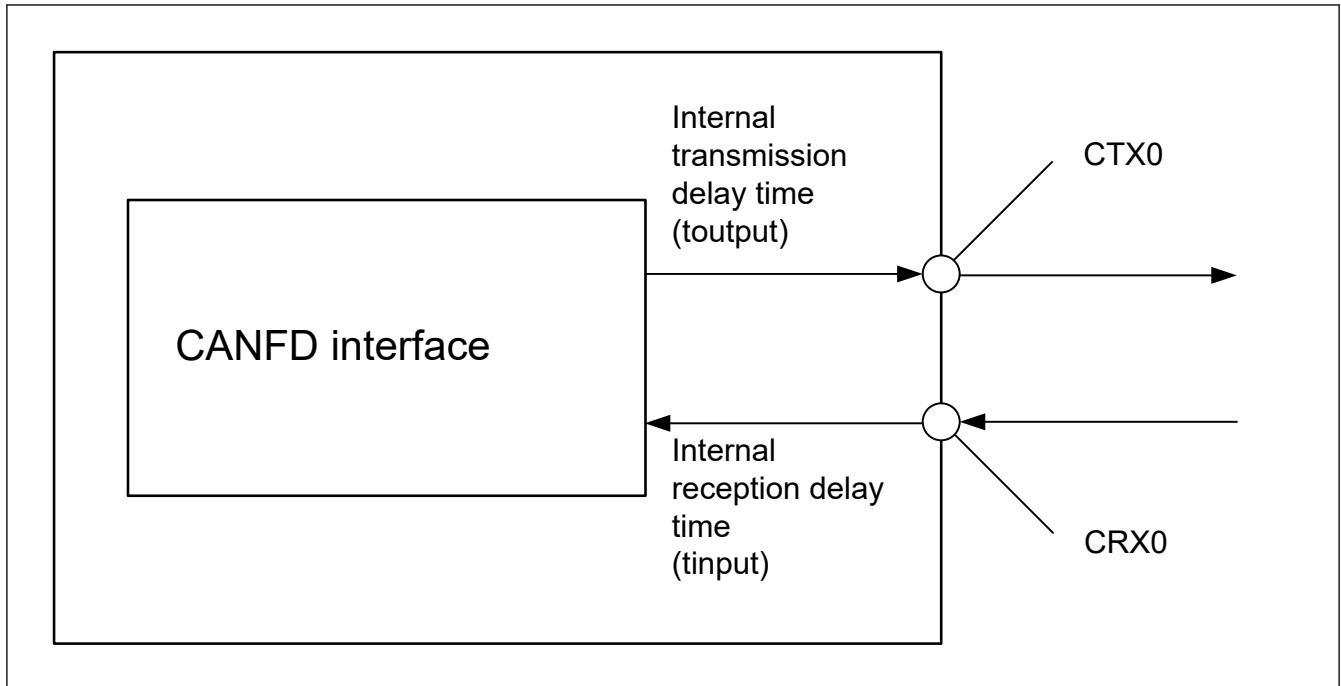 Internal
transmission
delay time
(toutput)
CTX0
CANFD interface
Internal
reception delay
time
(tinput)
CRX0